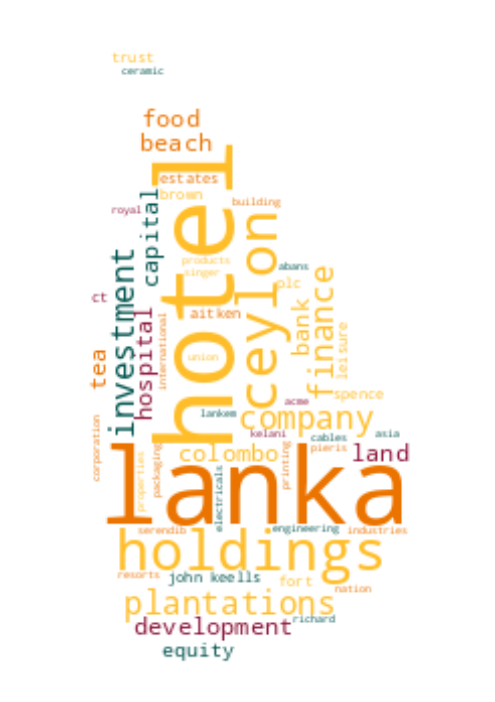 trust
ceramic
food
beach
hotel
estates
brown
capital
building
royal
ceylon
investment
products
singer
abans
plc
ct
hospital
international
aitken
bank
finance
leisure
tea
union
spence
acme
lankem
company
corporation
kelani
cables
asia
pieris
colombo
land
lanka
properties
packaging
electricals
printing
serendib
engineering
industries
holdings
resorts
john keells
fort
nation
plantations
richard
development
equity